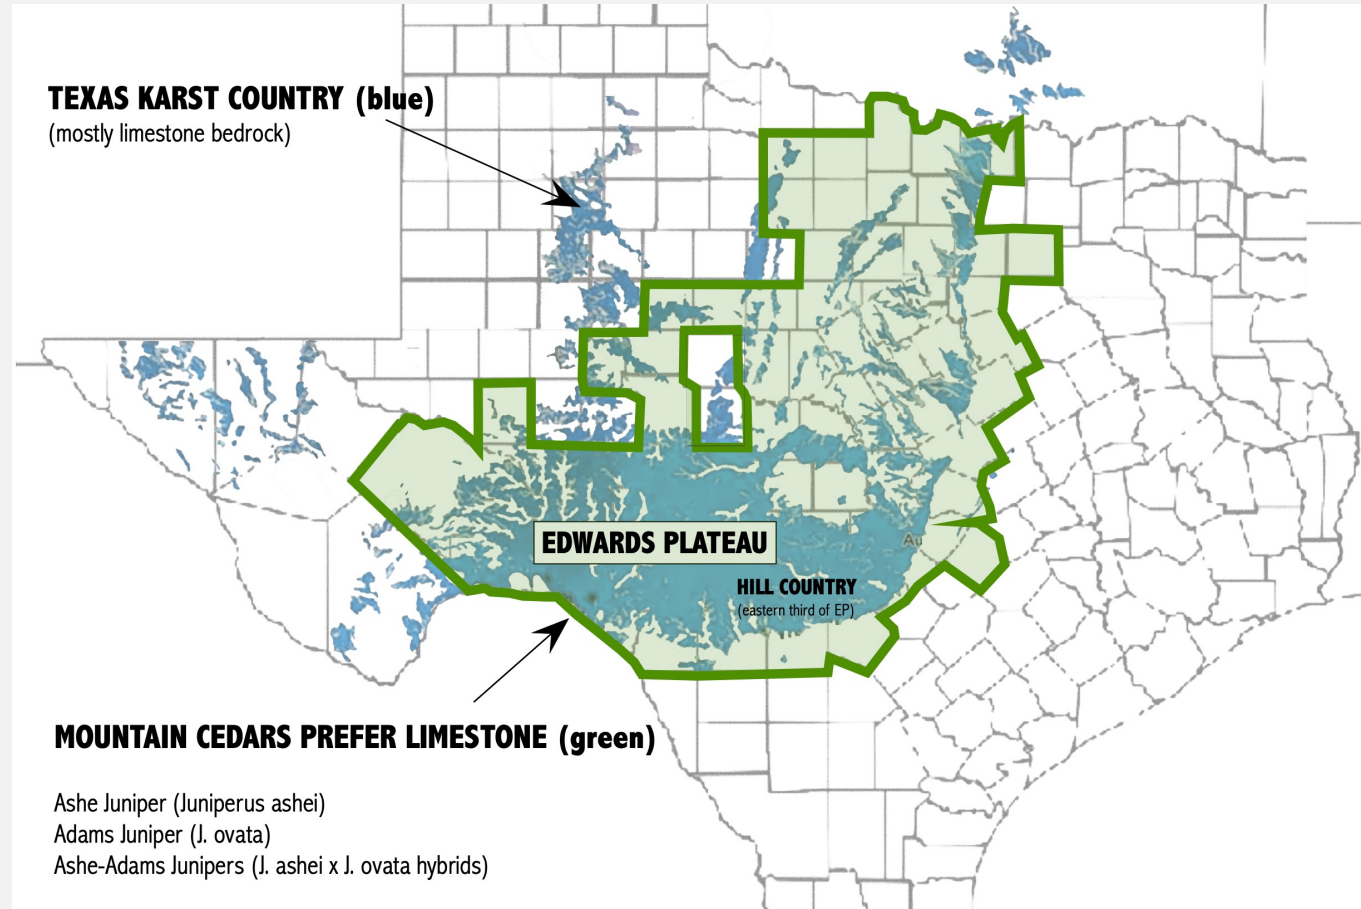 TEXAS KARST COUNTRY (blue)
(mostly limestone bedrock)
EDWARDS PLATEAU
Au
HILL COUNTRY
(eastern third of EP)
MOUNTAIN CEDARS PREFER LIMESTONE (green)
Ashe Juniper (Juniperus ashei)
Adams Juniper (J. ovata)
Ashe-Adams Junipers (J. ashei x J. ovata hybrids)